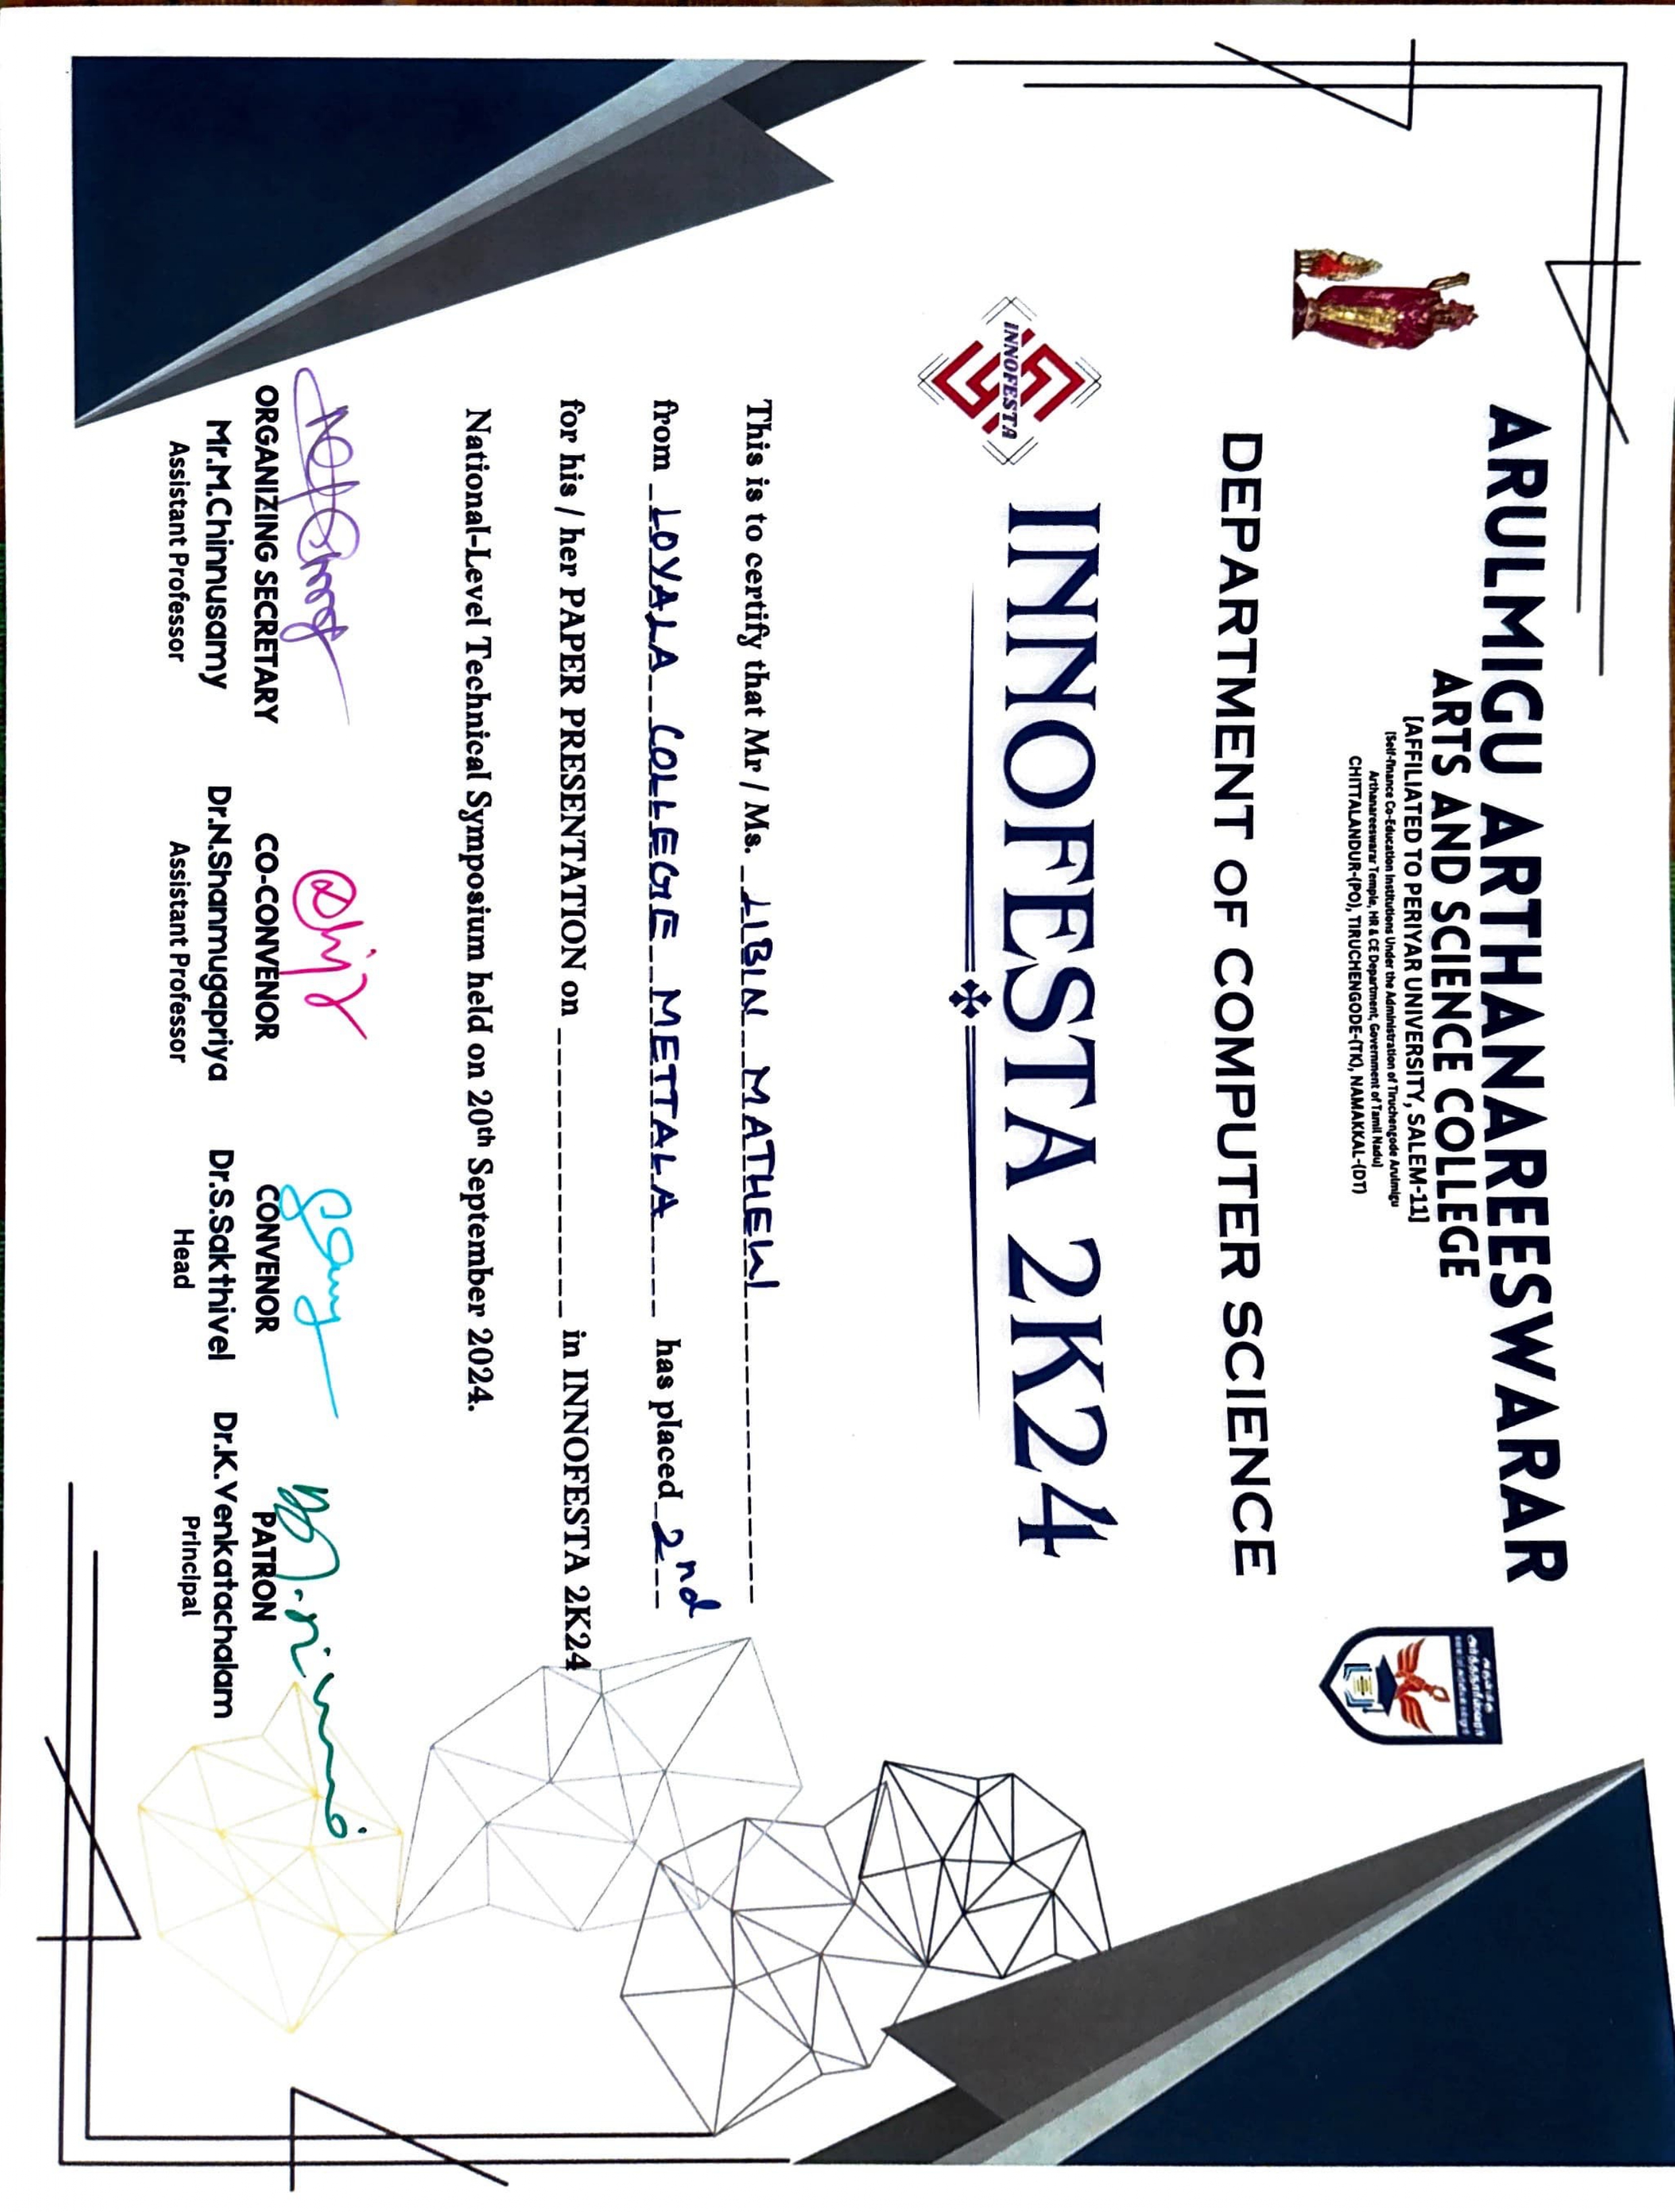 ARULMIGU ARTHANAREESWARAR
ARTS AND SCIENCE COLLEGE
[AFFILIATED TO PERIYAR UNIVERSITY, SALEM-11]
[Self-finance Co-Education Institutions Under the Administration of Tiruchengode Arulmigu
Arthanareeswarar Temple, HR & CE Department, Government of Tamil Nadu]
CHITTALANDUR-(PO), TIRUCHENGODE-(TK), NAMAKKAL-(DT)
அருள்மிகு
அர்த்தநாரீஸ்வரர்
DEPARTMENT OF COMPUTER SCIENCE
INNOFESTA
INNOFESTA 2K24
This is to certify that Mr / Ms. LIBIN MATHEW
from LOYALA COLLEGE METTALA has placed 2nd
for his / her PAPER PRESENTATION on ______________ in INNOFESTA 2K24
National-Level Technical Symposium held on 20th September 2024.
ORGANIZING SECRETARY CO-CONVENOR CONVENOR PATRON
Mr.M.Chinnusamy Dr.N.Shanmugapriya Dr.S.Sakthivel Dr.K.Venkatachalam
Assistant Professor Assistant Professor Head Principal